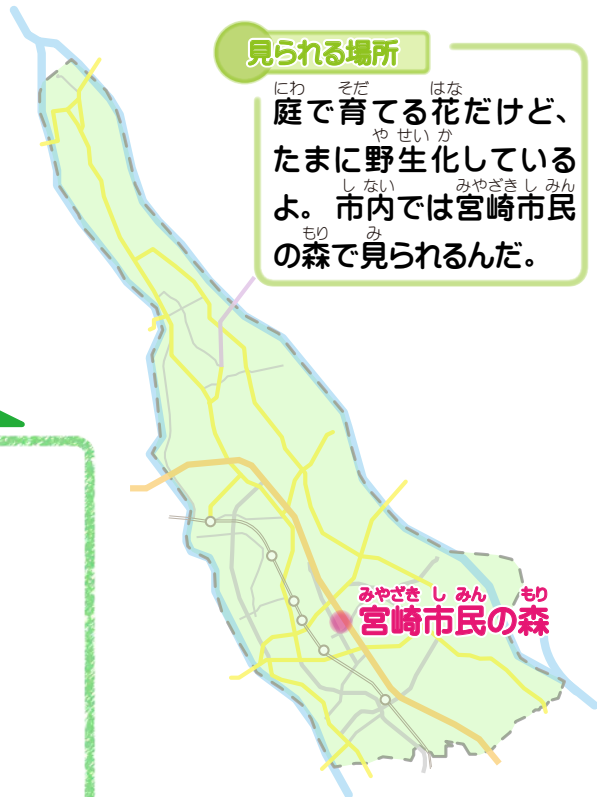 見られる場所
にわ そだ はな
庭で育てる花だけど、
や せい か
たまに野生化している
し ない みやざき し みん
よ。 市内では宮崎市民
もり み
の森で見られるんだ。
みやざき し みん もり
宮崎市民の森